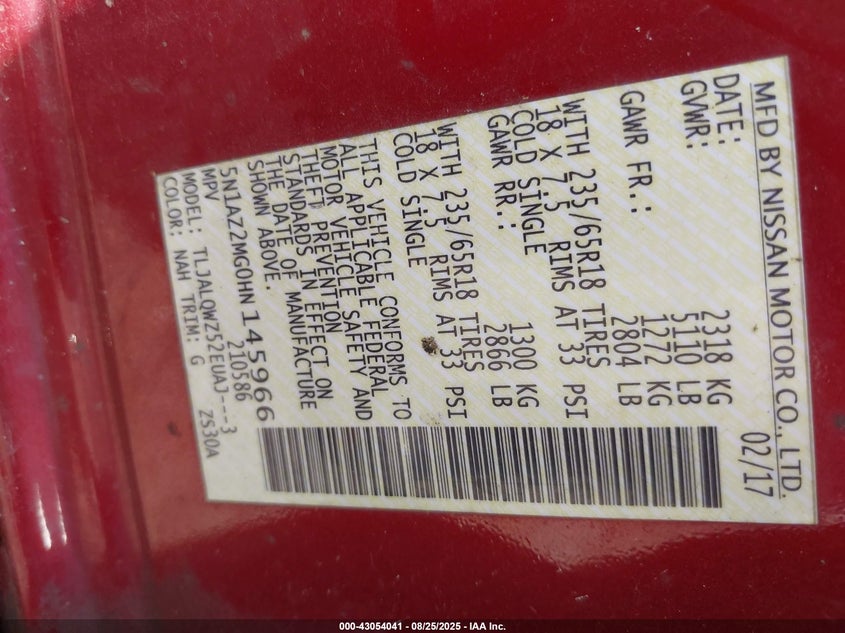 MFD BY NISSAN MOTOR CO., LTD.
DATE: 02/17
GVWR: 2318 KG
5110 LB
GAWR FR.: 1272 KG
2804 LB
WITH 235/65R18 TIRES
18 X 7.5 RIMS AT 33 PSI
COLD SINGLE
GAWR RR.: 1300 KG
2866 LB
WITH 235/65R18 TIRES
18 X 7.5 RIMS AT 33 PSI
COLD SINGLE
THIS VEHICLE CONFORMS TO
ALL APPLICABLE FEDERAL
MOTOR VEHICLE SAFETY AND
THEFT PREVENTION
STANDARDS IN EFFECT ON
THE DATE OF MANUFACTURE
SHOWN ABOVE.
5N1AZ2MG0HN145966
MPV 210586
MODEL: TLJALQWZ52EUAJ---3
COLOR: NAH TRIM: G ZS30A
000-43054041 - 08/25/2025 - IAA Inc.